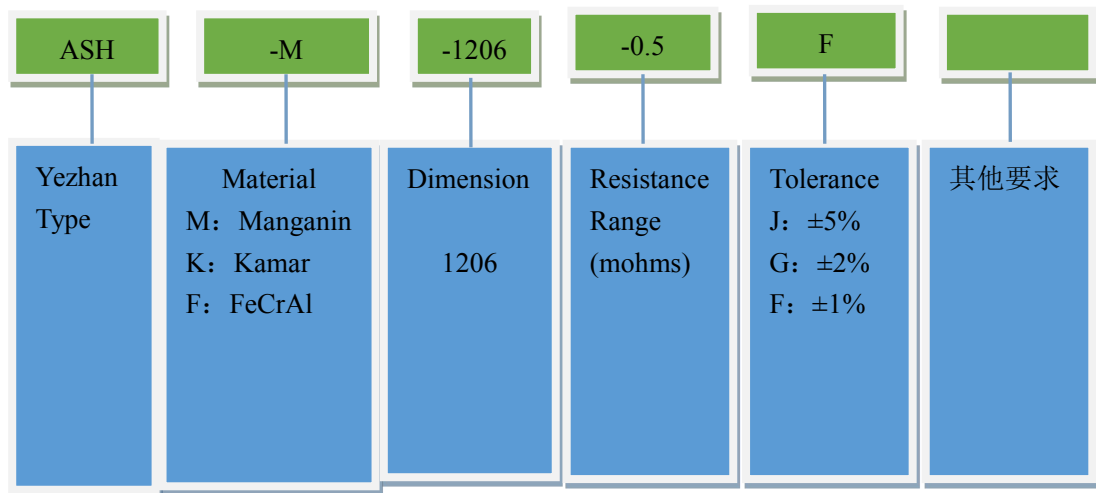 ASH
-M
-1206
-0.5
F
Yezhan
Type
Material
M：Manganin
K：Kamar
F：FeCrAl
Dimension
1206
Resistance
Range
(mohms)
Tolerance
J：±5%
G：±2%
F：±1%
其他要求